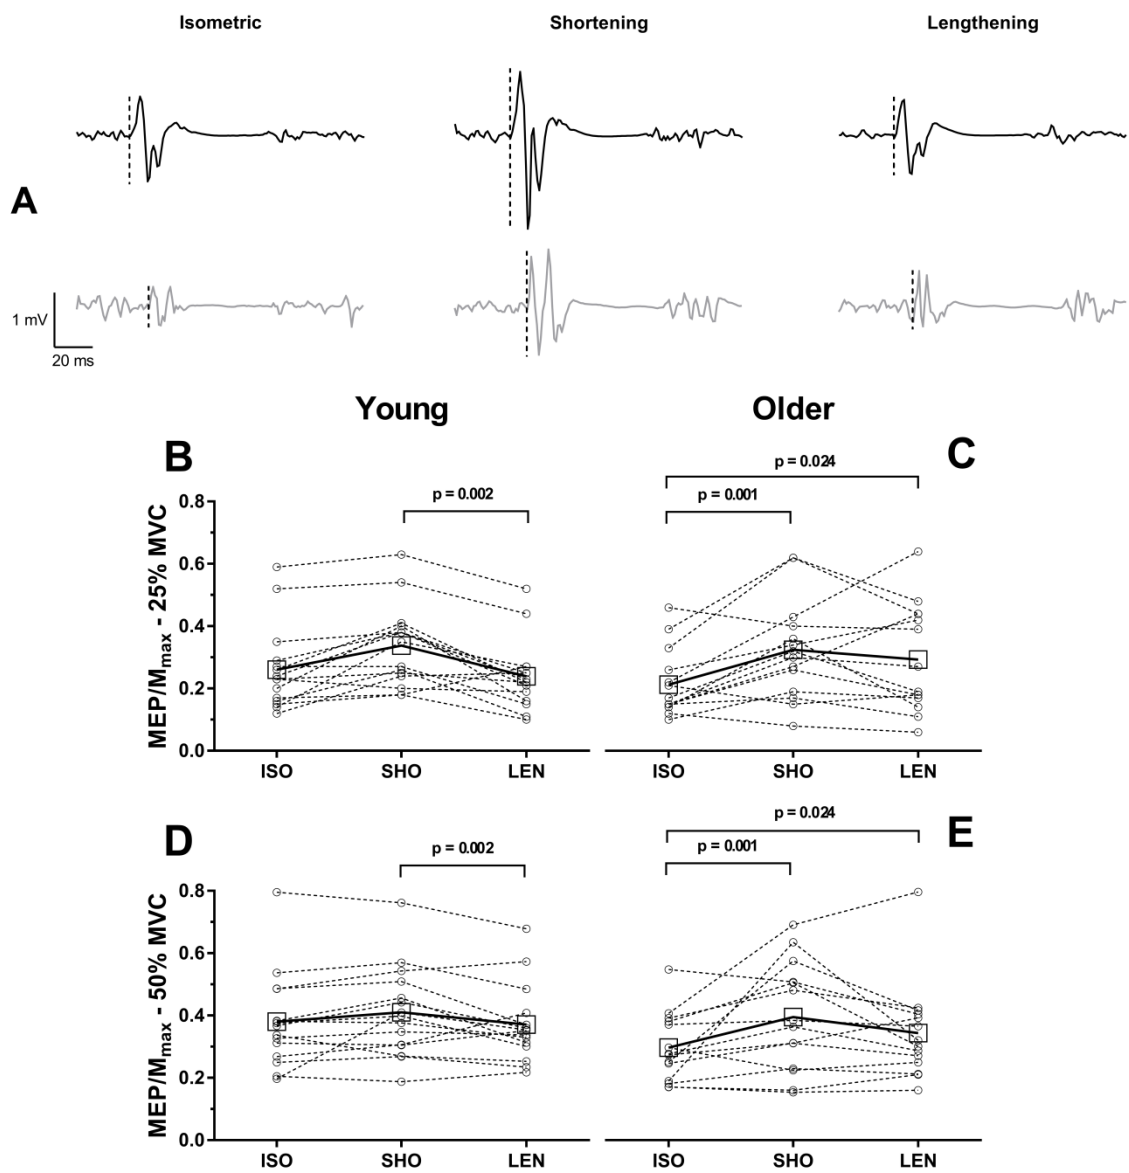 Isometric
Shortening
Lengthening
A
1 mV
20 ms
Young
Older
B
C
p = 0.002
p = 0.024
p = 0.001
MEP/Mmax - 25% MVC
0.8
0.6
0.4
0.2
0.0
ISO
SHO
LEN
ISO
SHO
LEN
D
E
p = 0.002
p = 0.024
p = 0.001
MEP/Mmax - 50% MVC
0.8
0.6
0.4
0.2
0.0
ISO
SHO
LEN
ISO
SHO
LEN